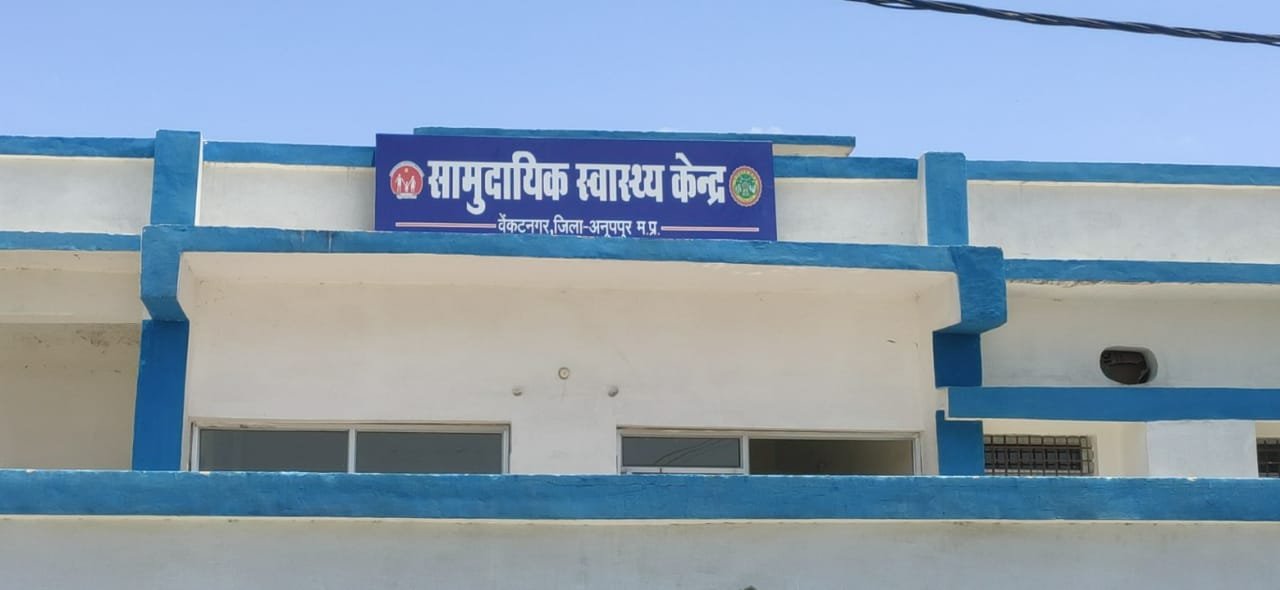 सामुदायिक स्वास्थ्य केन्द्र
वेंकटनगर,जिला-अनूपपुर म.प्र.